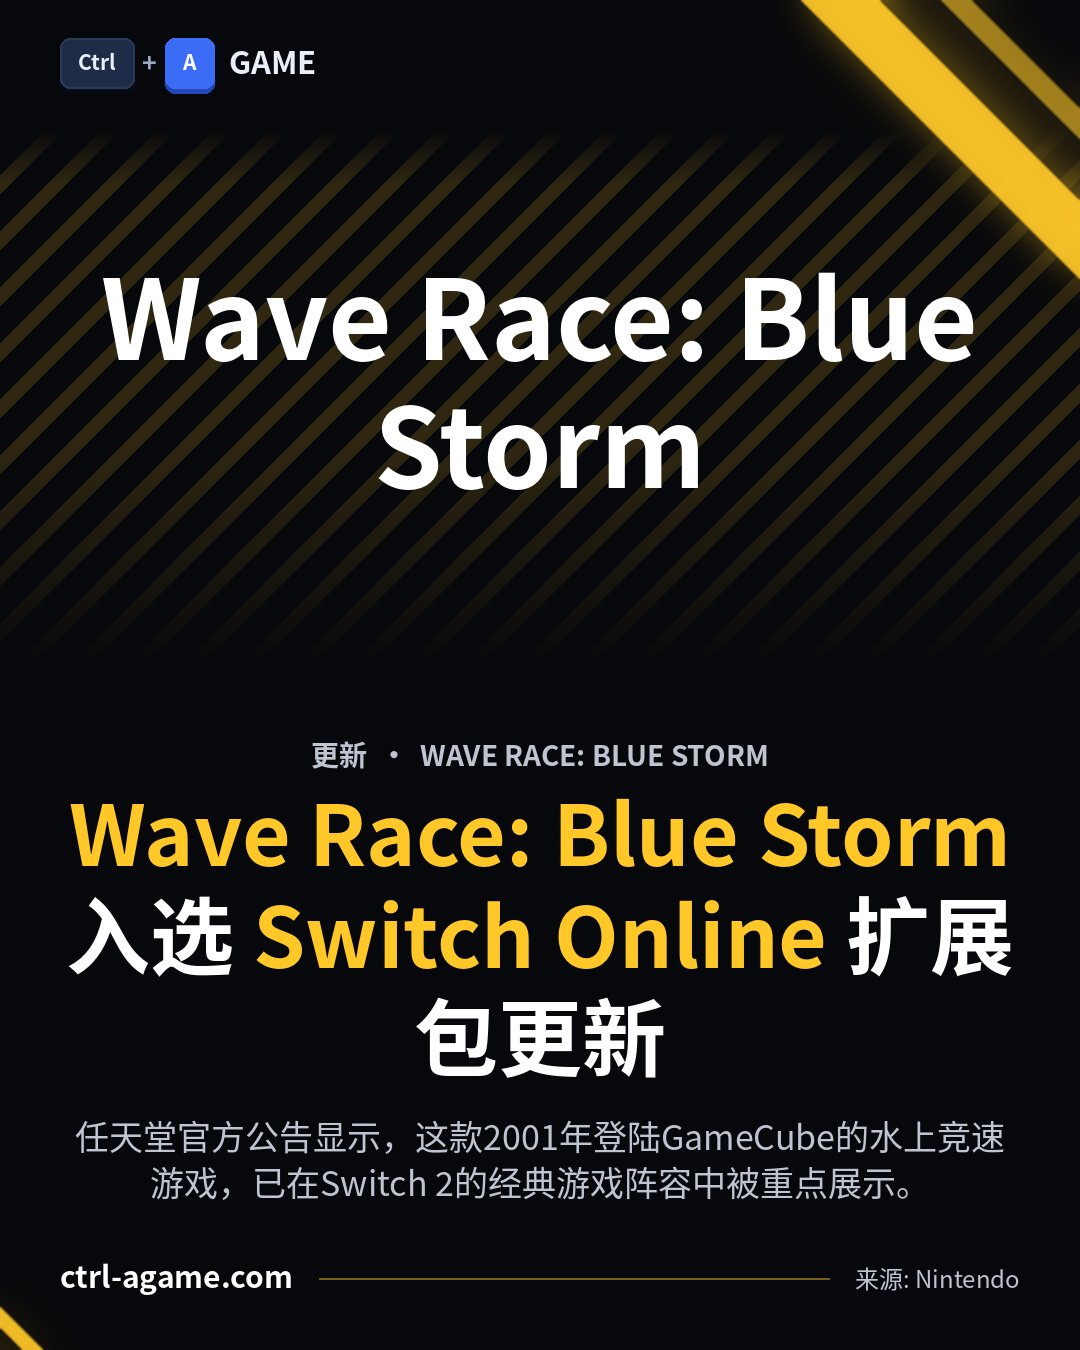 Ctrl + A GAME
Wave Race: Blue
Storm
更新 • WAVE RACE: BLUE STORM
Wave Race: Blue Storm
入选 Switch Online 扩展
包更新
任天堂官方公告显示，这款2001年登陆GameCube的水上竞速
游戏，已在Switch 2的经典游戏阵容中被重点展示。
ctrl-agame.com
来源: Nintendo